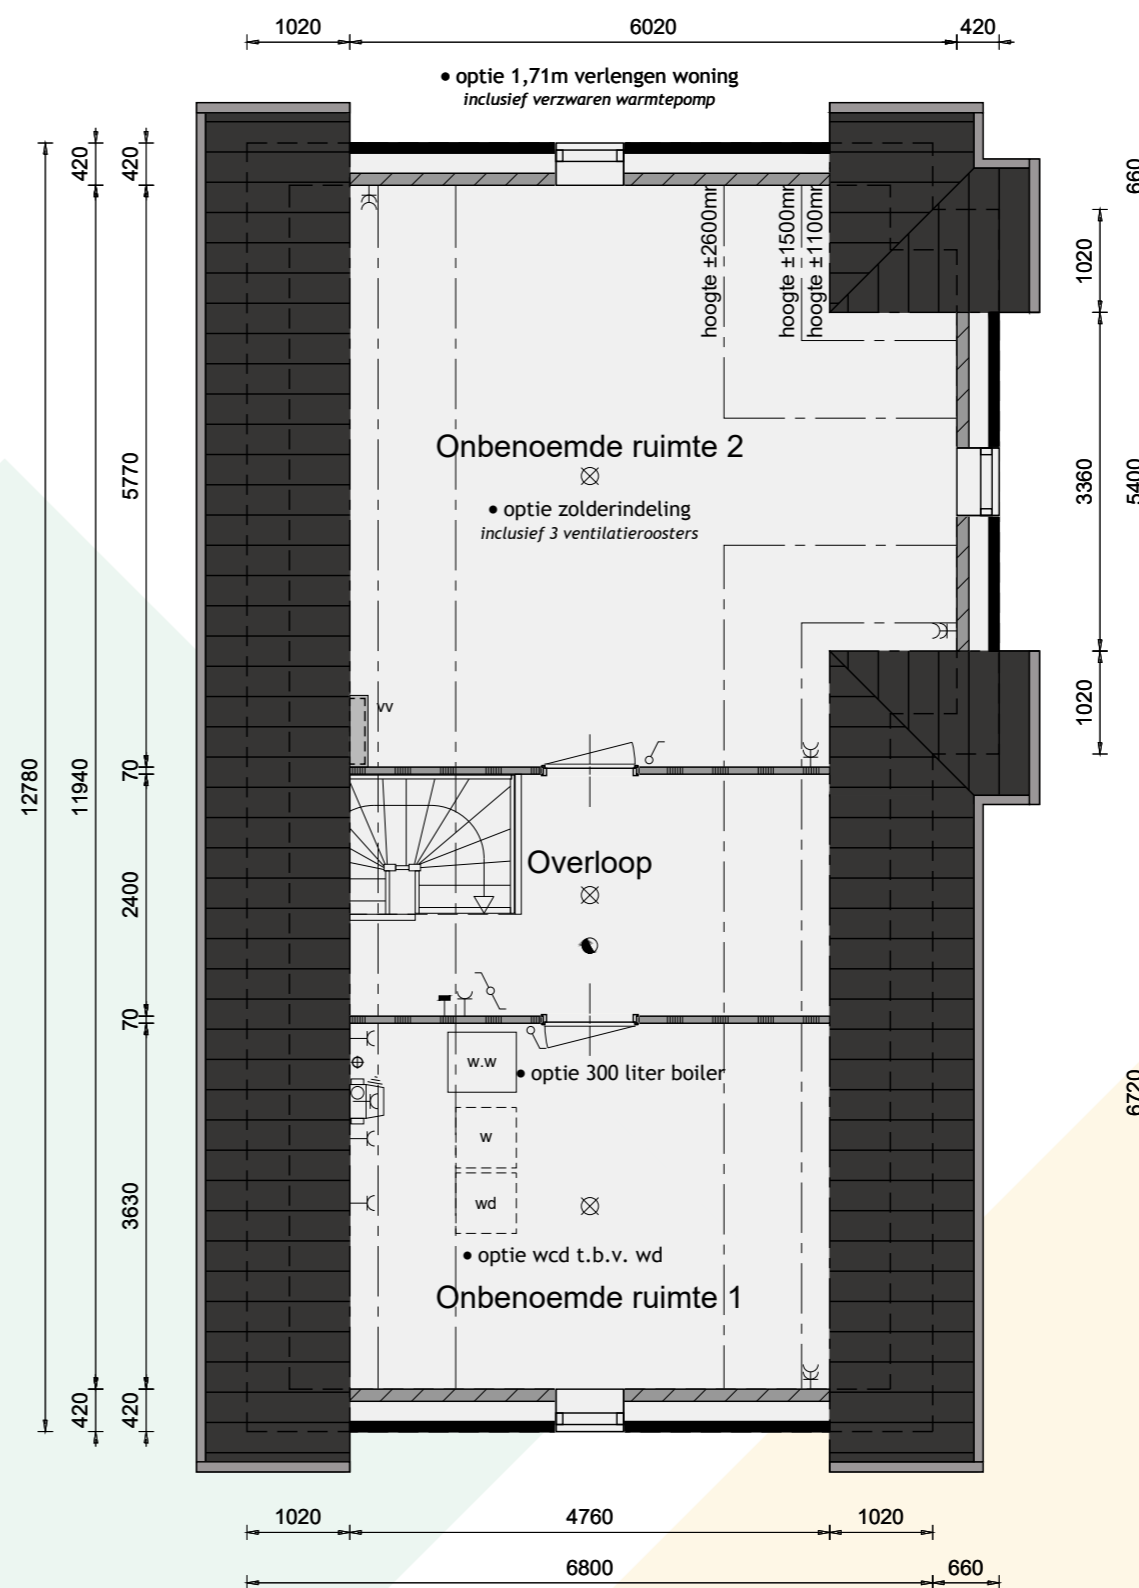 1020 6020 420
• optie 1,71m verlengen woning
inclusief verzwaren warmtepomp
420 420
660
hoogte ±2600mm
hoogte ±1500mm
hoogte ±1100mm
1020
Onbenoemde ruimte 2
5770
3360
5400
• optie zolderindeling
inclusief 3 ventilatieroosters
1020
vv
12780
11940
70
Overloop
2400
70
w.w
• optie 300 liter boiler
6720
w
wd
3630
• optie wcd t.b.v. wd
Onbenoemde ruimte 1
420 420
1020 4760 1020
6800 660